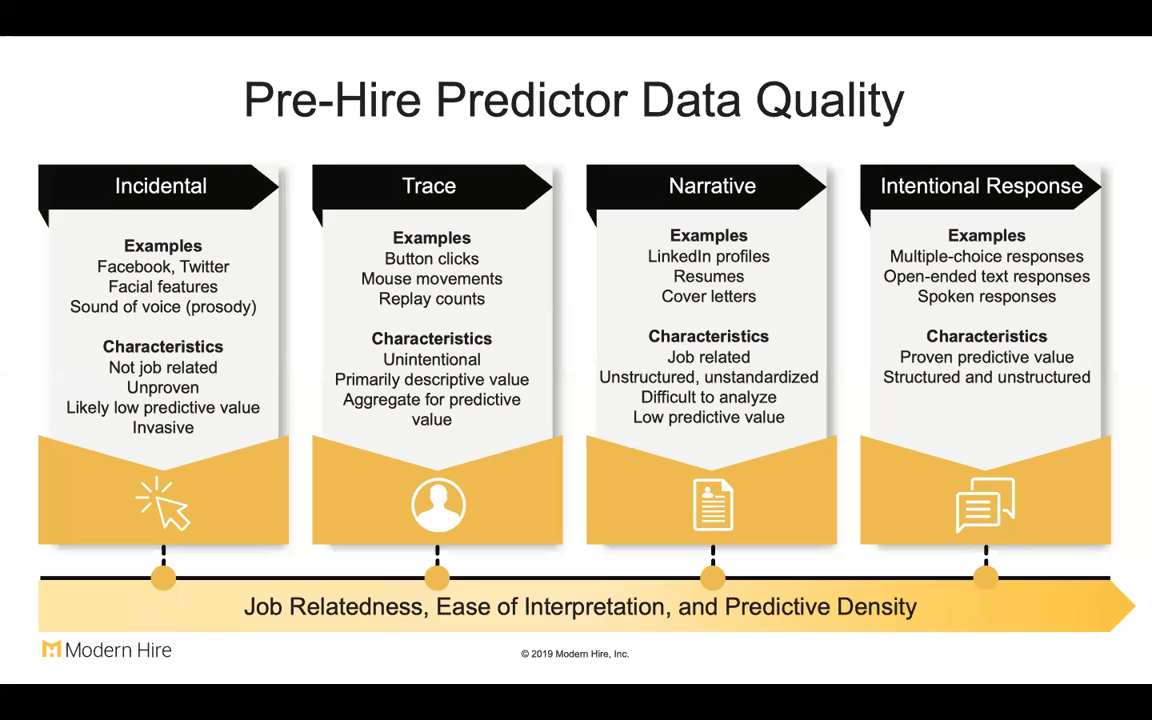 Pre-Hire Predictor Data Quality
Incidental
Examples
Facebook, Twitter
Facial features
Sound of voice (prosody)
Characteristics
Not job related
Unproven
Likely low predictive value
Invasive
Trace
Examples
Button clicks
Mouse movements
Replay counts
Characteristics
Unintentional
Primarily descriptive value
Aggregate for predictive
value
Narrative
Examples
LinkedIn profiles
Resumes
Cover letters
Characteristics
Job related
Unstructured, unstandardized
Difficult to analyze
Low predictive value
Intentional Response
Examples
Multiple-choice responses
Open-ended text responses
Spoken responses
Characteristics
Proven predictive value
Structured and unstructured
Job Relatedness, Ease of Interpretation, and Predictive Density
Modern Hire
© 2019 Modern Hire, Inc.